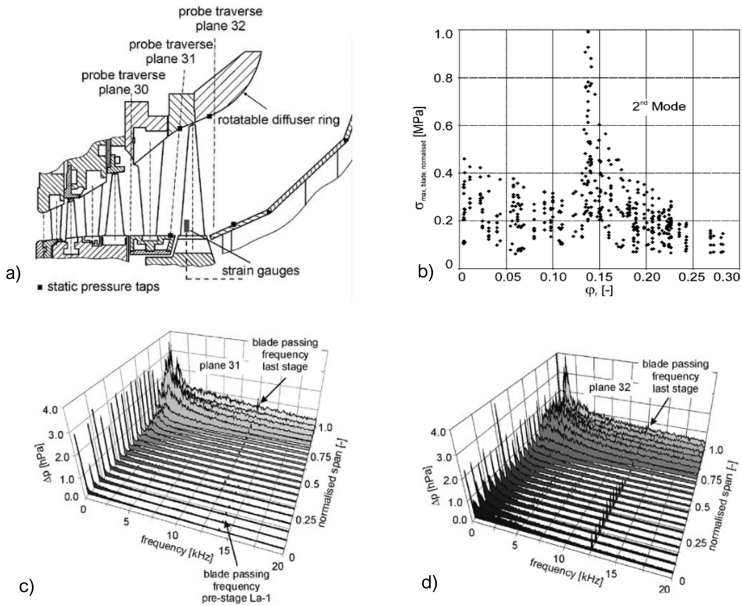 a)
probe traverse
plane 32
probe traverse
plane 31
probe traverse
plane 30
rotatable diffuser ring
strain gauges
■ static pressure taps
b)
1.0
0.8
0.6
0.4
0.2
0
σmax, blade, normalised [MPa]
2nd Mode
0 0.05 0.10 0.15 0.20 0.25 0.30
φr, [-]
c)
blade passing
frequency
last stage
plane 31
4.0
3.0
2.0
1.0
0.0
Δp [hPa]
0 5 10 15 20
frequency [kHz]
0 0.25 0.5 0.75 1.0
normalised span [-]
blade passing
frequency
pre-stage La-1
d)
blade passing
frequency
last stage
plane 32
4.0
3.0
2.0
1.0
0.0
Δp [hPa]
0 5 10 15 20
frequency [kHz]
0 0.25 0.5 0.75 1.0
normalised span [-]